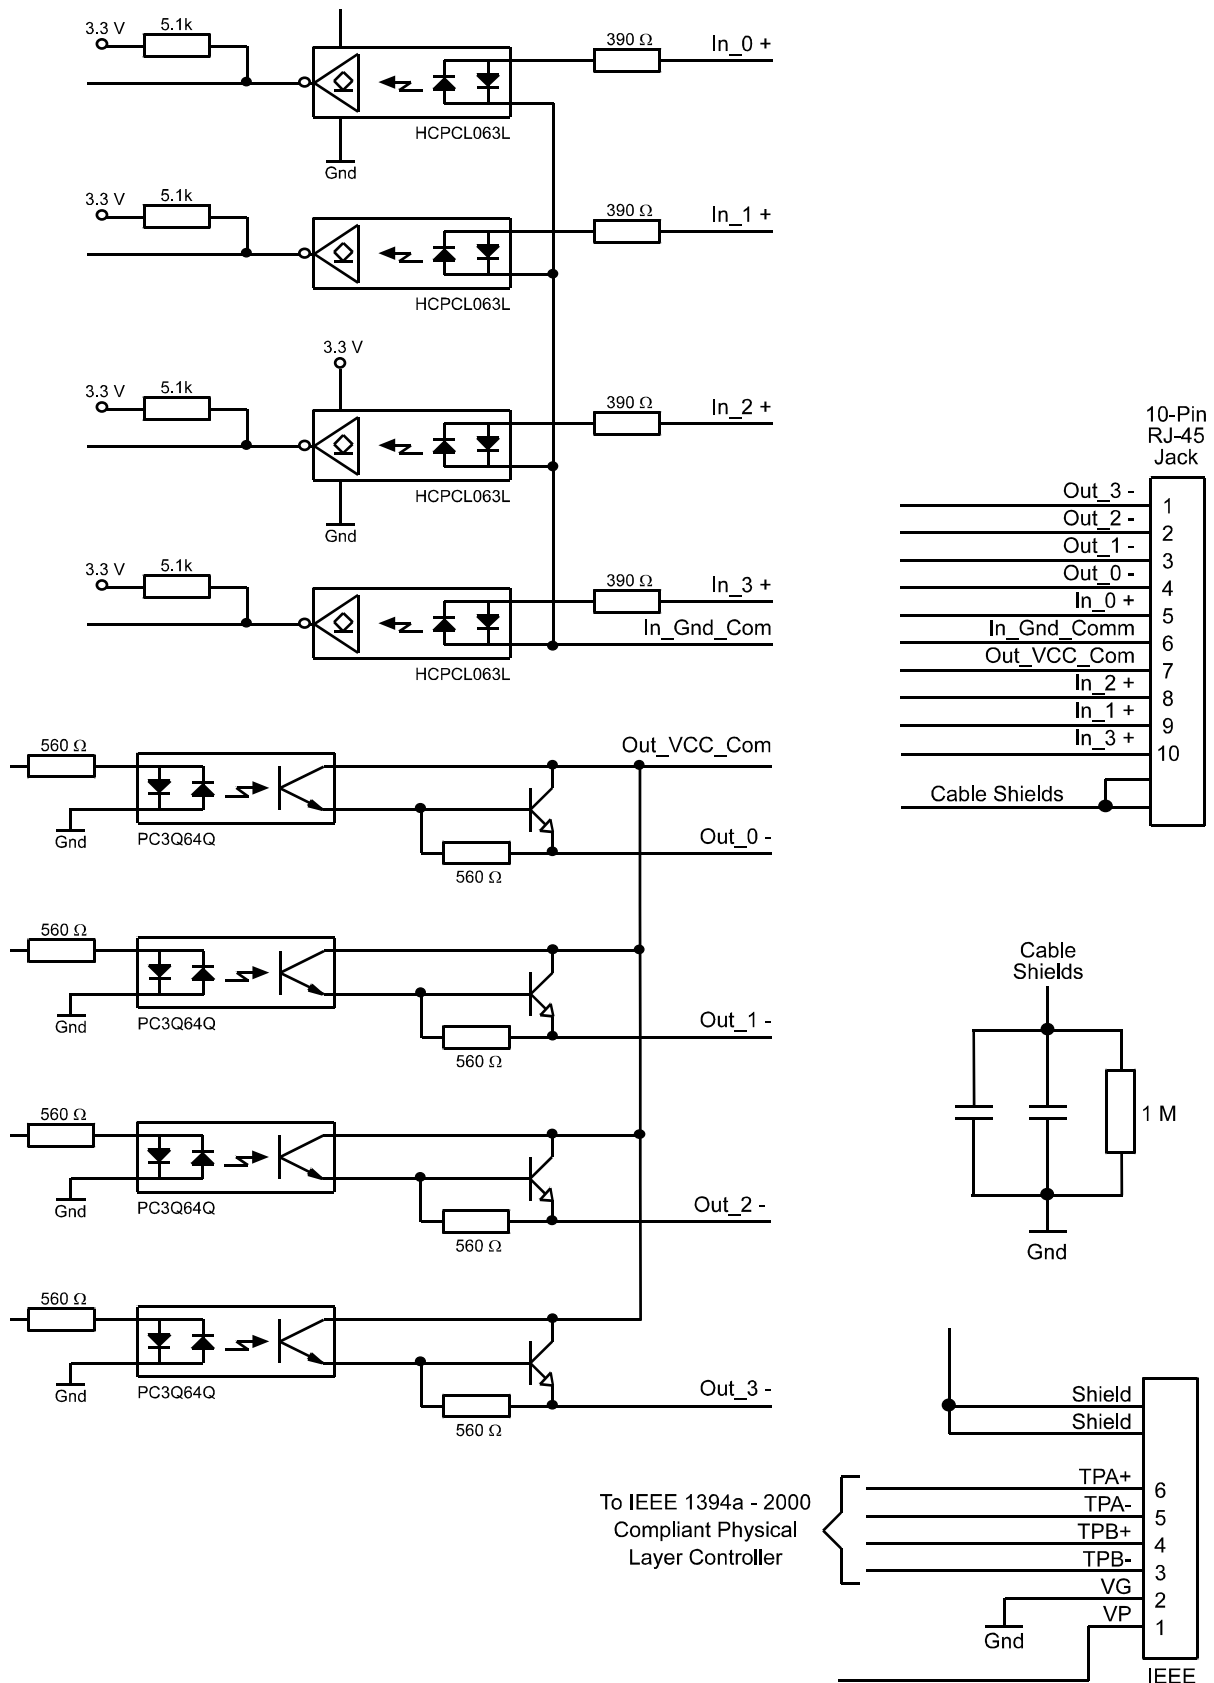 3.3 V
5.1k
390 Ω
In_0 +
HCPCL063L
Gnd
3.3 V
5.1k
390 Ω
In_1 +
HCPCL063L
3.3 V
3.3 V
5.1k
390 Ω
In_2 +
HCPCL063L
Gnd
3.3 V
5.1k
390 Ω
In_3 +
In_Gnd_Com
HCPCL063L
560 Ω
Out_VCC_Com
Gnd
PC3Q64Q
Out_0 -
560 Ω
560 Ω
Gnd
PC3Q64Q
Out_1 -
560 Ω
560 Ω
Gnd
PC3Q64Q
Out_2 -
560 Ω
560 Ω
Gnd
PC3Q64Q
Out_3 -
560 Ω
10-Pin
RJ-45
Jack
Out_3 - 1
Out_2 - 2
Out_1 - 3
Out_0 - 4
In_0 + 5
In_Gnd_Comm 6
Out_VCC_Com 7
In_2 + 8
In_1 + 9
In_3 + 10
Cable Shields
Cable
Shields
1 M
Gnd
Shield
Shield
TPA+ 6
TPA- 5
TPB+ 4
TPB- 3
VG 2
VP 1
To IEEE 1394a - 2000
Compliant Physical
Layer Controller
Gnd
IEEE